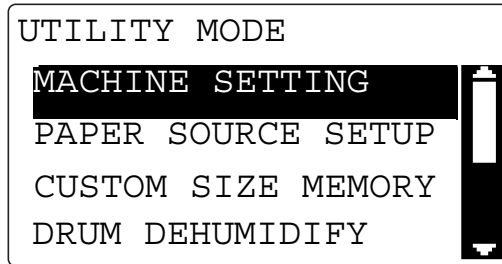 UTILITY MODE
MACHINE SETTING
PAPER SOURCE SETUP
CUSTOM SIZE MEMORY
DRUM DEHUMIDIFY